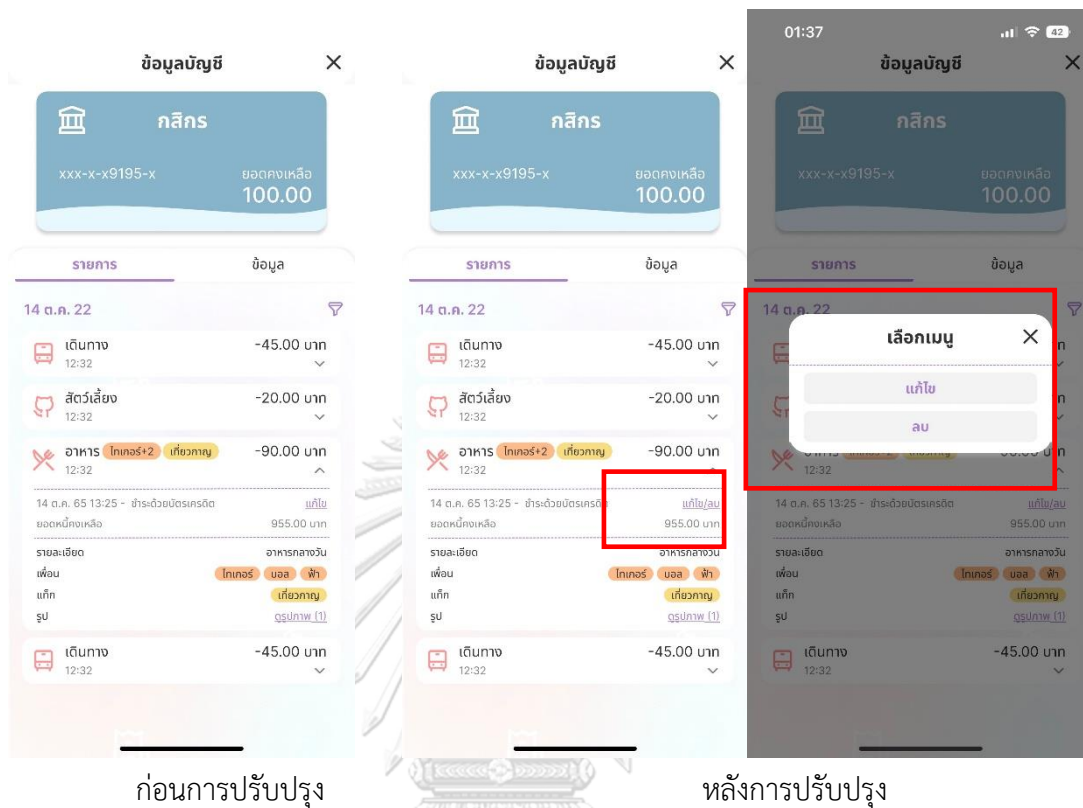 ข้อมูลบัญชี
กสิกร
xxx-x-x9195-x
ยอดคงเหลือ
100.00
รายการ ข้อมูล
14 ต.ค. 22
เดินทาง -45.00 บาท
12:32
สัตว์เลี้ยง -20.00 บาท
12:32
อาหาร ไทเกอร์+2 เที่ยวกาญ -90.00 บาท
12:32
14 ต.ค. 65 13:25 - ชำระด้วยบัตรเครดิต แก้ไข
ยอดหนี้คงเหลือ 955.00 บาท
รายละเอียด อาหารกลางวัน
เพื่อน ไทเกอร์ บอส ฟ้า
แท็ก เที่ยวกาญ
รูป ดูรูปภาพ (1)
เดินทาง -45.00 บาท
12:32
ก่อนการปรับปรุง
ข้อมูลบัญชี
กสิกร
xxx-x-x9195-x
ยอดคงเหลือ
100.00
รายการ ข้อมูล
14 ต.ค. 22
เดินทาง -45.00 บาท
12:32
สัตว์เลี้ยง -20.00 บาท
12:32
อาหาร ไทเกอร์+2 เที่ยวกาญ -90.00 บาท
12:32
14 ต.ค. 65 13:25 - ชำระด้วยบัตรเครดิต แก้ไข/ลบ
ยอดหนี้คงเหลือ 955.00 บาท
รายละเอียด อาหารกลางวัน
เพื่อน ไทเกอร์ บอส ฟ้า
แท็ก เที่ยวกาญ
รูป ดูรูปภาพ (1)
เดินทาง -45.00 บาท
12:32
01:37 42
ข้อมูลบัญชี
กสิกร
xxx-x-x9195-x
ยอดคงเหลือ
100.00
รายการ ข้อมูล
14 ต.ค. 22
เลือกเมนู
แก้ไข
ลบ
12:32
14 ต.ค. 65 13:25 - ชำระด้วยบัตรเครดิต แก้ไข/ลบ
ยอดหนี้คงเหลือ 955.00 บาท
รายละเอียด อาหารกลางวัน
เพื่อน ไทเกอร์ บอส ฟ้า
แท็ก เที่ยวกาญ
รูป ดูรูปภาพ (1)
เดินทาง -45.00 บาท
12:32
หลังการปรับปรุง